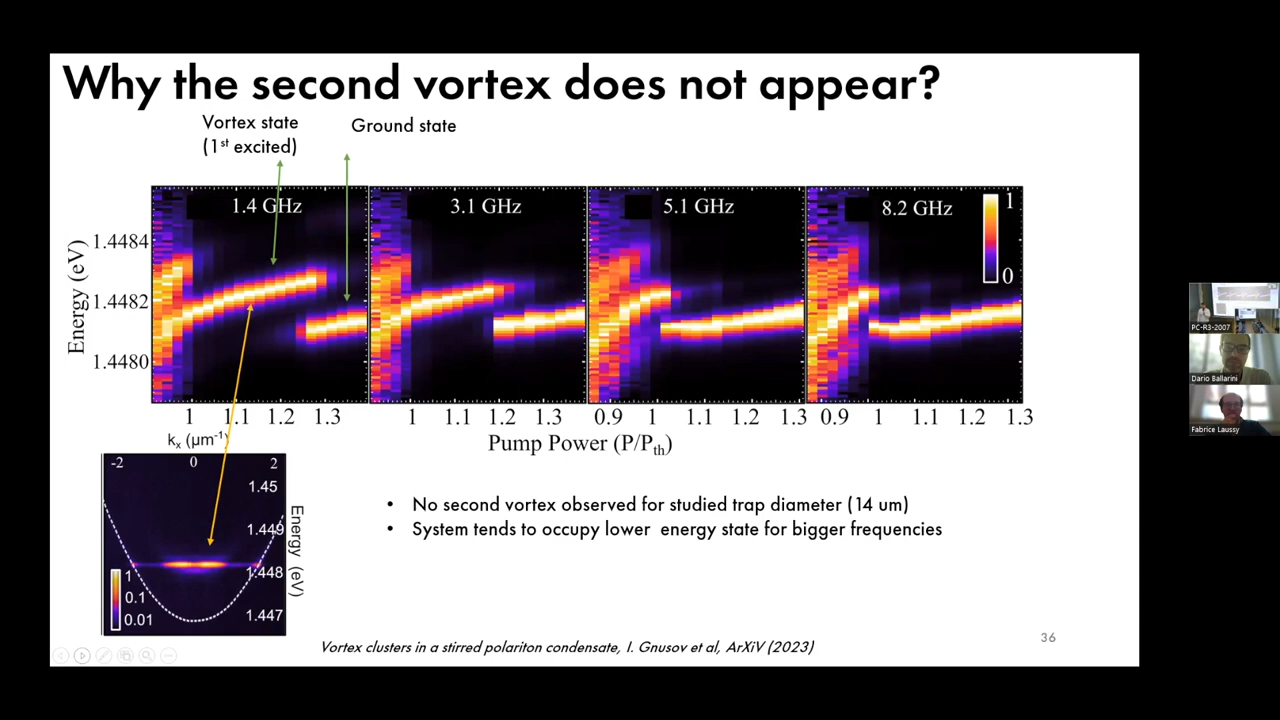 Why the second vortex does not appear?
Vortex state
(1st excited)
Ground state
1.4 GHz
3.1 GHz
5.1 GHz
8.2 GHz
1
0
Energy (eV)
1.4484
1.4482
1.4480
1 1.1 1.2 1.3
1 1.1 1.2 1.3
0.9 1 1.1 1.2 1.3
0.9 1 1.1 1.2 1.3
Pump Power (P/Pth)
kx (μm-1)
-2 0 2
1.45
1.449
1.448
1.447
Energy (eV)
1
0.1
0.01
• No second vortex observed for studied trap diameter (14 um)
• System tends to occupy lower energy state for bigger frequencies
Vortex clusters in a stirred polariton condensate, I. Gnusov et al, ArXiV (2023)
36
PC-R3-2007
Dario Ballarini
Fabrice Laussy